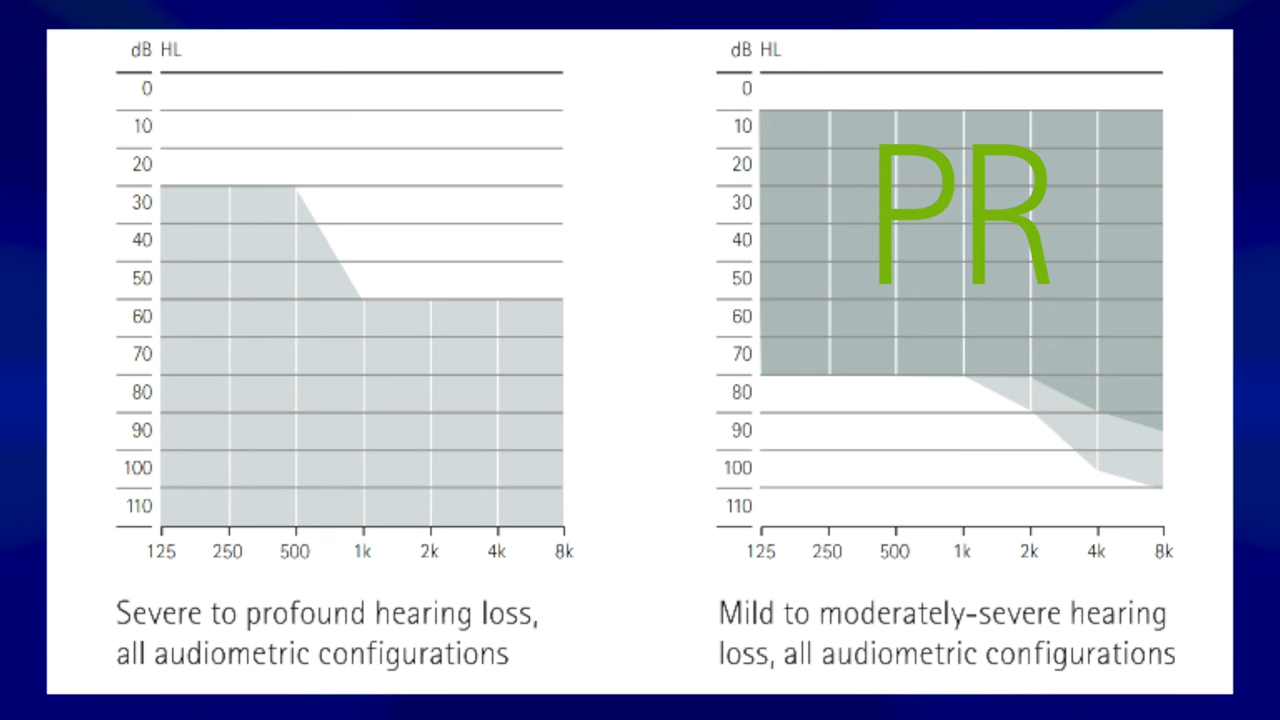 dB HL
0
10
20
30
40
50
60
70
80
90
100
110
125 250 500 1k 2k 4k 8k
Severe to profound hearing loss,
all audiometric configurations
dB HL
0
10
20
30
40
50
60
70
80
90
100
110
125 250 500 1k 2k 4k 8k
PR
Mild to moderately-severe hearing
loss, all audiometric configurations